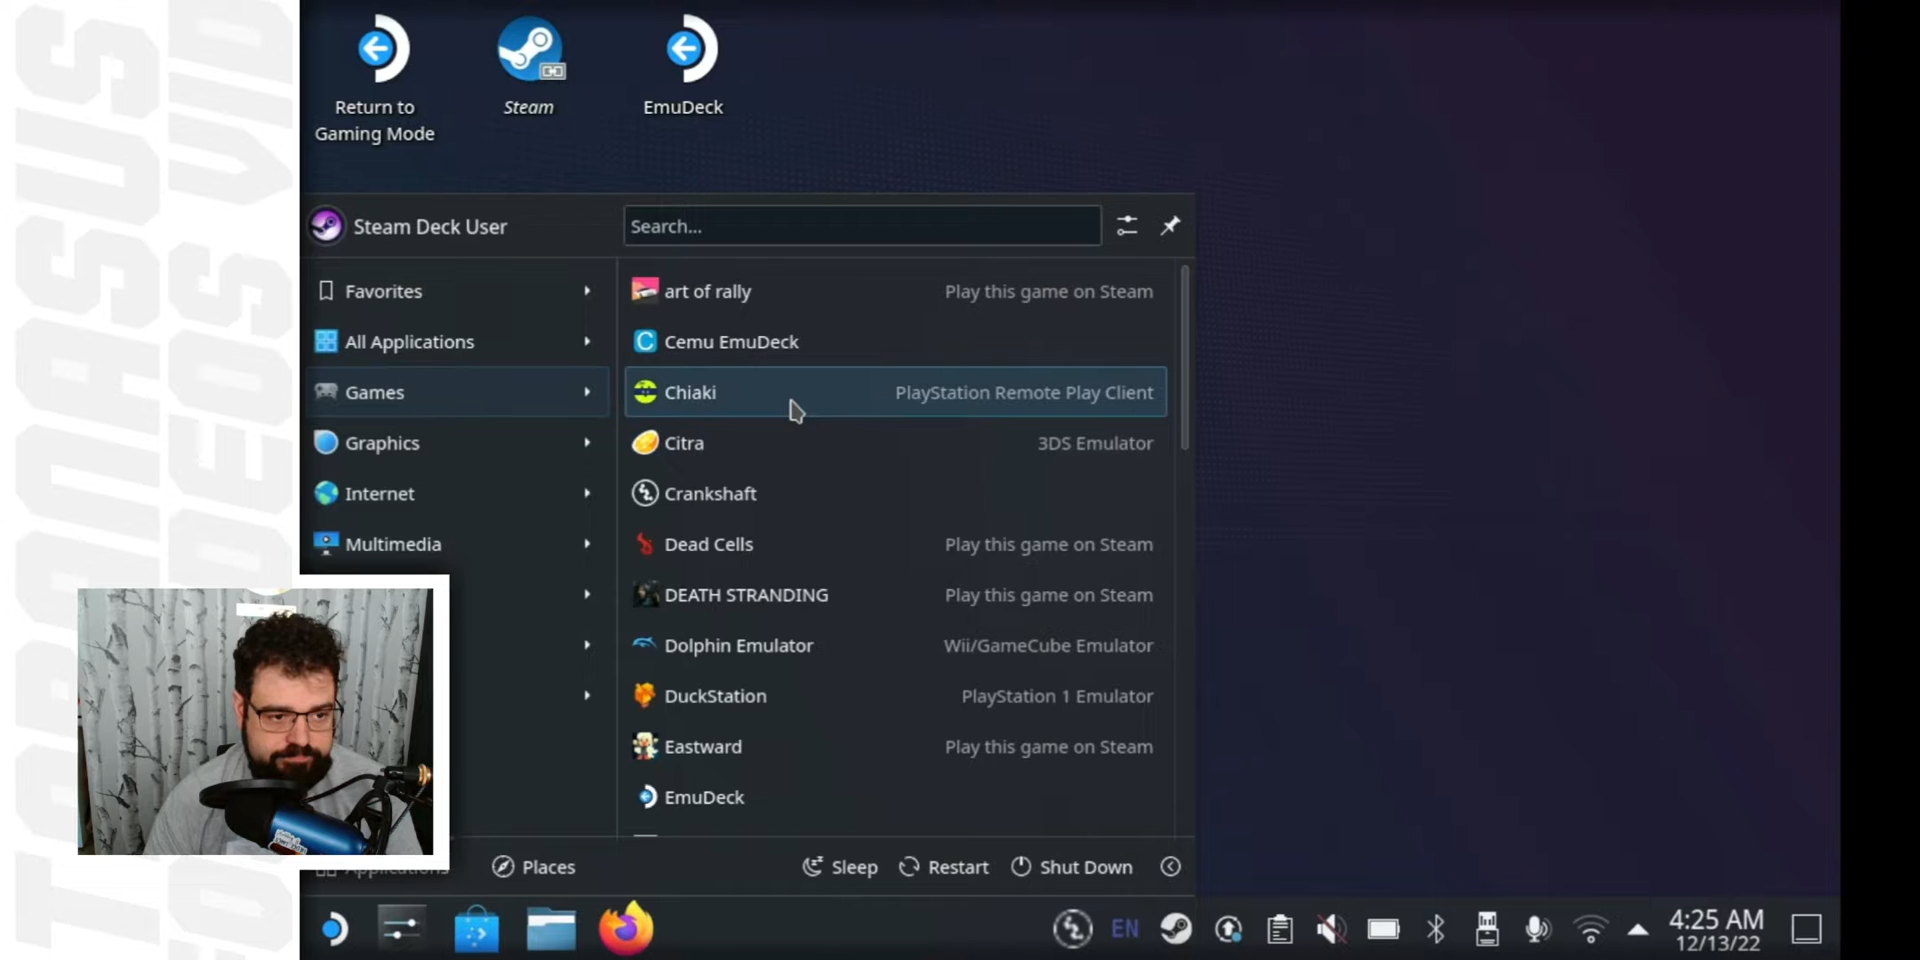 Return to
Gaming Mode
Steam
EmuDeck
Steam Deck User
Search...
Favorites
All Applications
Games
Graphics
Internet
Multimedia
art of rally Play this game on Steam
Cemu EmuDeck
Chiaki PlayStation Remote Play Client
Citra 3DS Emulator
Crankshaft
Dead Cells Play this game on Steam
DEATH STRANDING Play this game on Steam
Dolphin Emulator Wii/GameCube Emulator
DuckStation PlayStation 1 Emulator
Eastward Play this game on Steam
EmuDeck
Applications
Places
Sleep
Restart
Shut Down
EN
4:25 AM
12/13/22